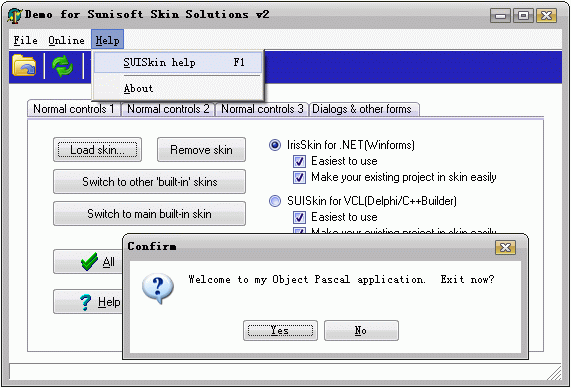 Demo for Sunisoft Skin Solutions v2
File Online Help
SUISkin help F1
About
Normal controls 1 Normal controls 2 Normal controls 3 Dialogs & other forms
Load skin... Remove skin
Switch to other 'built-in' skins
Switch to main built-in skin
IrisSkin for .NET(Winforms)
Easiest to use
Make your existing project in skin easily
SUISkin for VCL(Delphi/C++Builder)
Easiest to use
Make your existing project in skin easily
All
Help
Confirm
Welcome to my Object Pascal application. Exit now?
Yes No